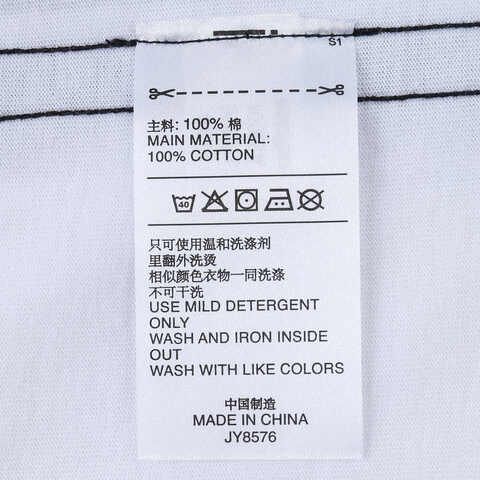 S1
主料: 100% 棉
MAIN MATERIAL:
100% COTTON
40
只可使用温和洗涤剂
里翻外洗烫
相似颜色衣物一同洗涤
不可干洗
USE MILD DETERGENT
ONLY
WASH AND IRON INSIDE
OUT
WASH WITH LIKE COLORS
中国制造
MADE IN CHINA
JY8576